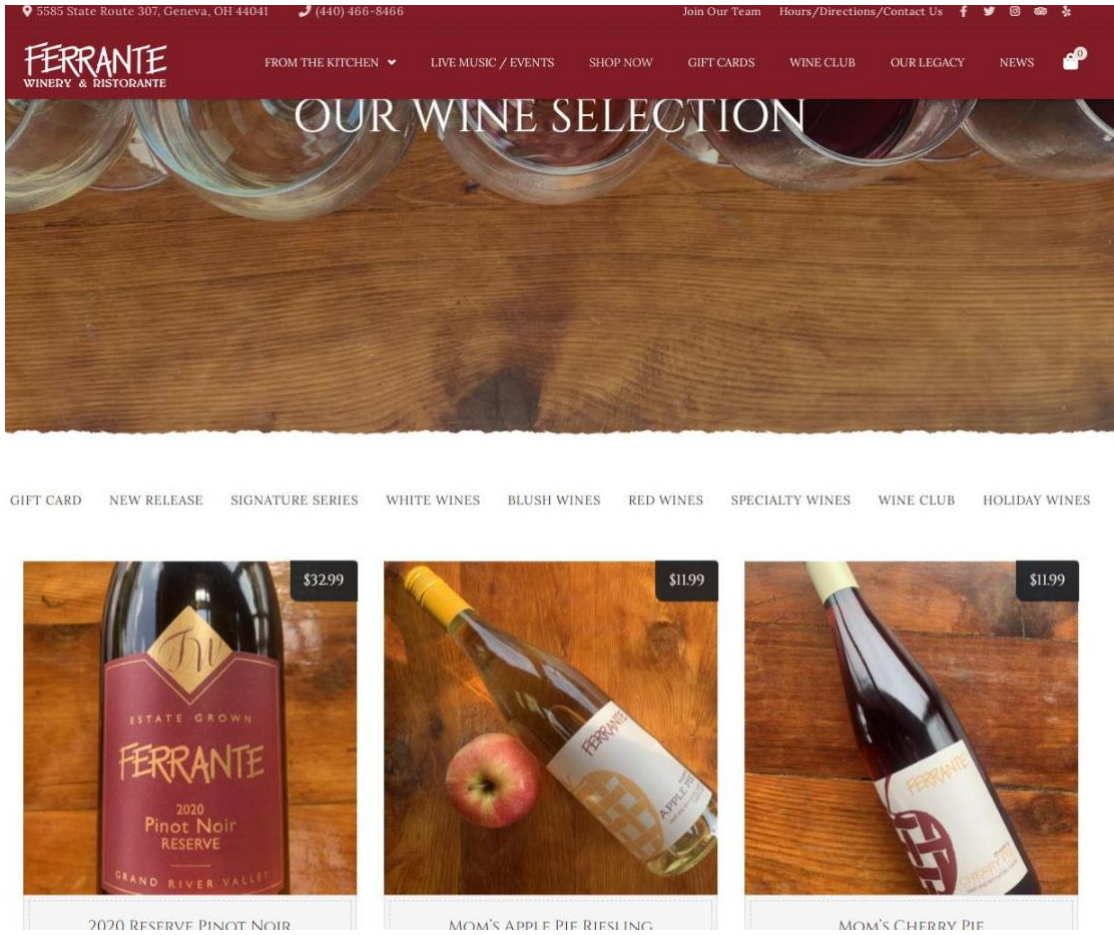 5585 State Route 307, Geneva, OH 44041 (440) 466-8466 Join Our Team Hours/Directions/Contact Us
FERRANTE
WINERY & RISTORANTE
FROM THE KITCHEN LIVE MUSIC / EVENTS SHOP NOW GIFT CARDS WINE CLUB OUR LEGACY NEWS 0
OUR WINE SELECTION
GIFT CARD NEW RELEASE SIGNATURE SERIES WHITE WINES BLUSH WINES RED WINES SPECIALTY WINES WINE CLUB HOLIDAY WINES
$32.99
ESTATE GROWN
FERRANTE
2020
Pinot Noir
RESERVE
GRAND RIVER VALLEY
2020 RESERVE PINOT NOIR
$11.99
FERRANTE
APPLE PIE
MOM'S APPLE PIE RIESLING
$11.99
FERRANTE
CHERRY PIE
MOM'S CHERRY PIE